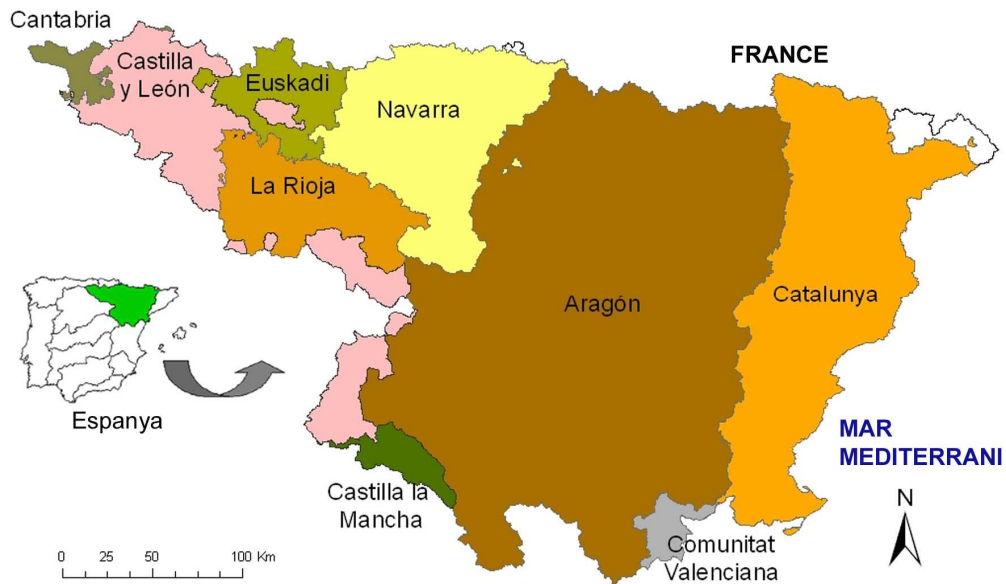 Cantabria
Castilla
y León
Euskadi
Navarra
FRANCE
La Rioja
Aragón
Catalunya
Espanya
MAR
MEDITERRANI
Castilla la
Mancha
Comunitat
Valenciana
N
0 25 50 100 Km